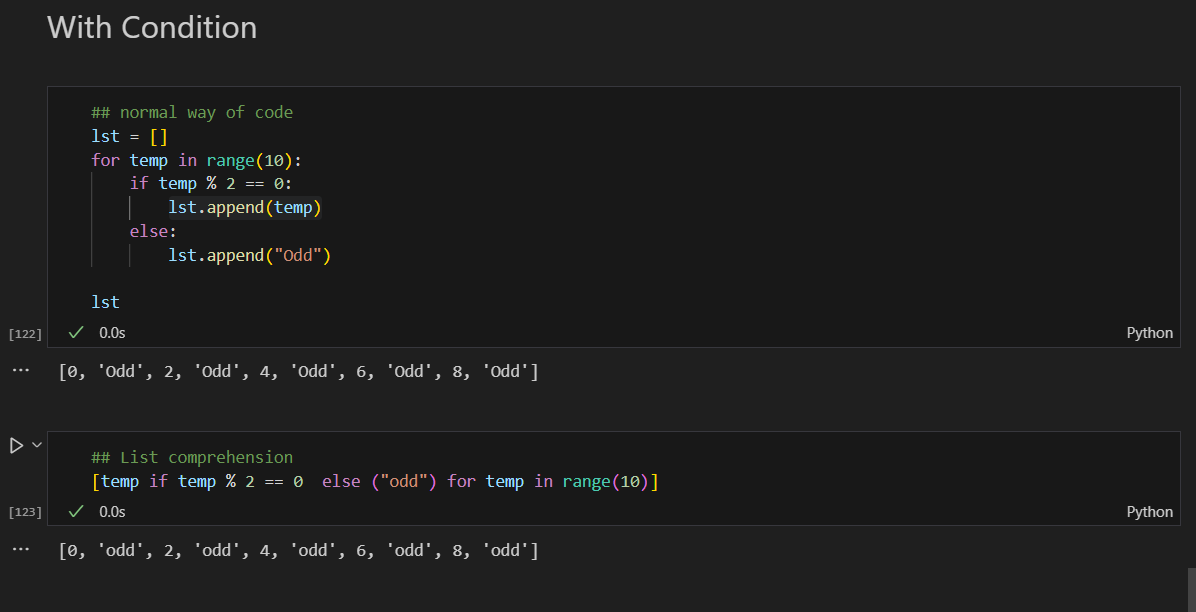 With Condition
## normal way of code
lst = []
for temp in range(10):
    if temp % 2 == 0:
        lst.append(temp)
    else:
        lst.append("Odd")
lst
[122] 0.0s Python
... [0, 'Odd', 2, 'Odd', 4, 'Odd', 6, 'Odd', 8, 'Odd']
## List comprehension
[temp if temp % 2 == 0  else ("odd") for temp in range(10)]
[123] 0.0s Python
... [0, 'odd', 2, 'odd', 4, 'odd', 6, 'odd', 8, 'odd']